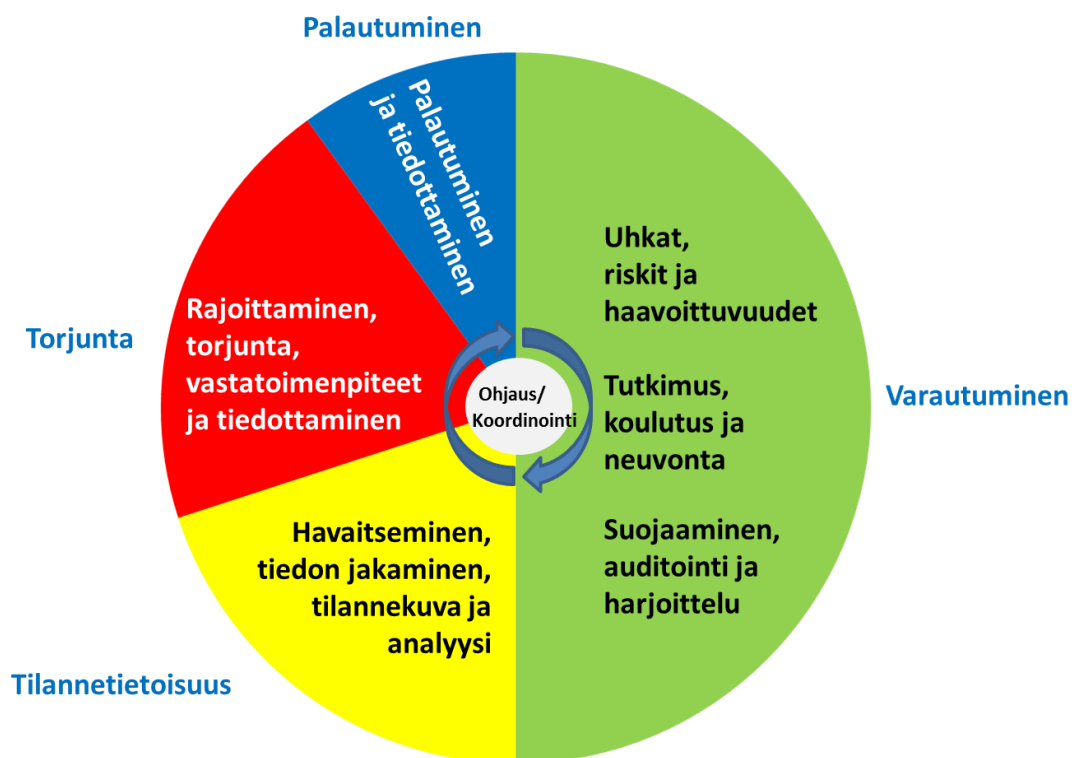 Palautuminen
Palautuminen
ja tiedottaminen
Uhkat,
riskit ja
haavoittuvuudet
Rajoittaminen,
torjunta,
vastatoimenpiteet
ja tiedottaminen
Torjunta
Ohjaus/
Koordinointi
Tutkimus,
koulutus ja
neuvonta
Varautuminen
Havaitseminen,
tiedon jakaminen,
tilannekuva ja
analyysi
Suojaaminen,
auditointi ja
harjoittelu
Tilannetietoisuus